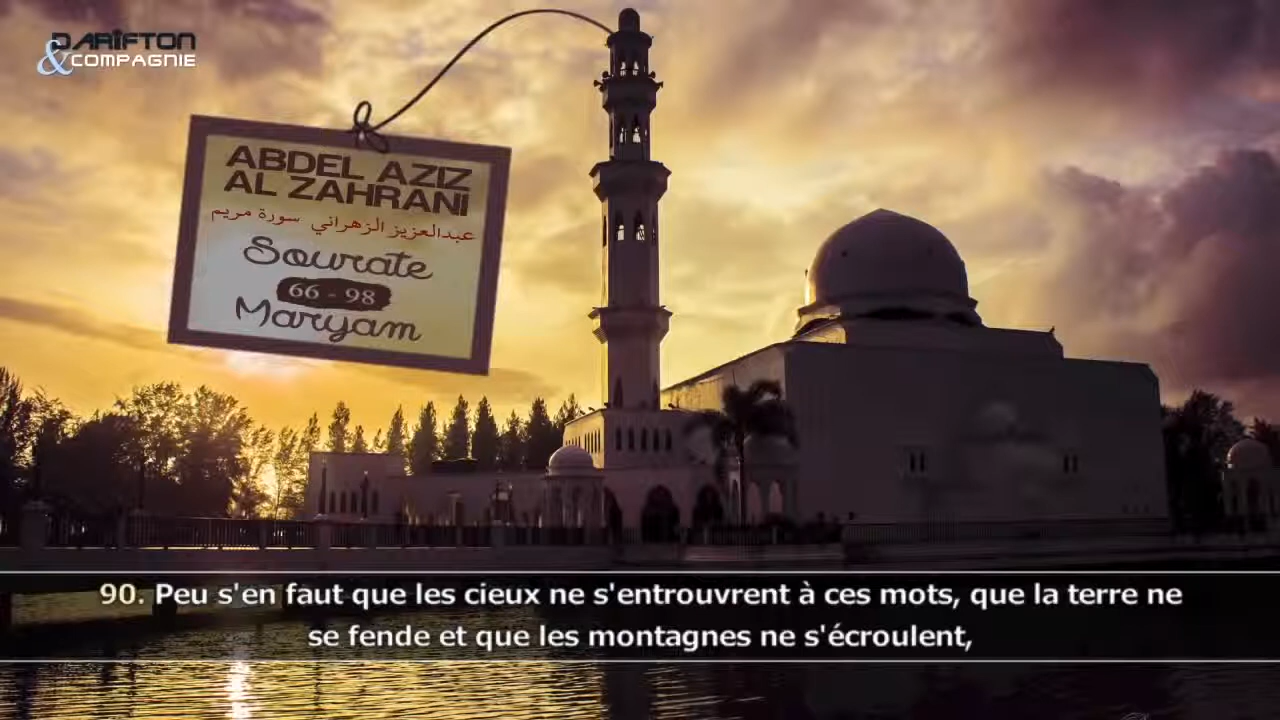 DARIFTON
&COMPAGNIE
ABDEL AZIZ
AL ZAHRANI
عبدالعزيز الزهراني سورة مريم
Sourate
66 - 98
Maryam
90. Peu s'en faut que les cieux ne s'entrouvrent à ces mots, que la terre ne
se fende et que les montagnes ne s'écroulent,